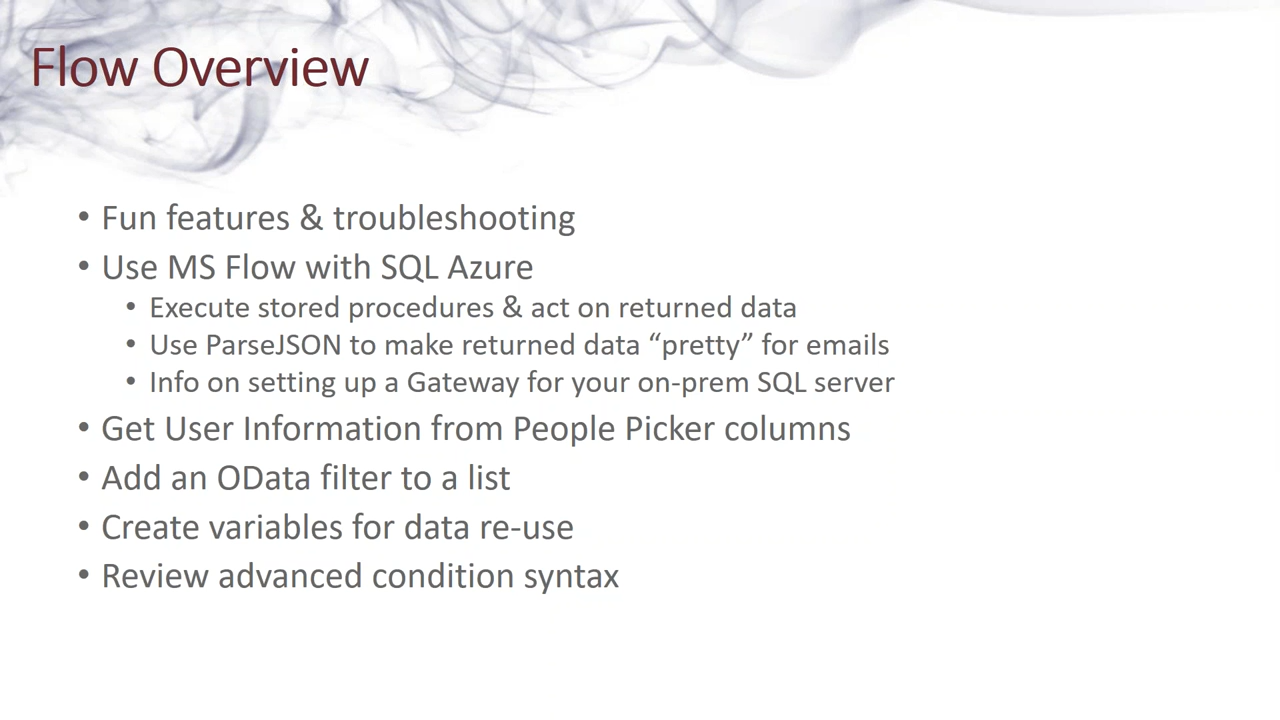 Flow Overview
• Fun features & troubleshooting
• Use MS Flow with SQL Azure
• Execute stored procedures & act on returned data
• Use ParseJSON to make returned data “pretty” for emails
• Info on setting up a Gateway for your on-prem SQL server
• Get User Information from People Picker columns
• Add an OData filter to a list
• Create variables for data re-use
• Review advanced condition syntax